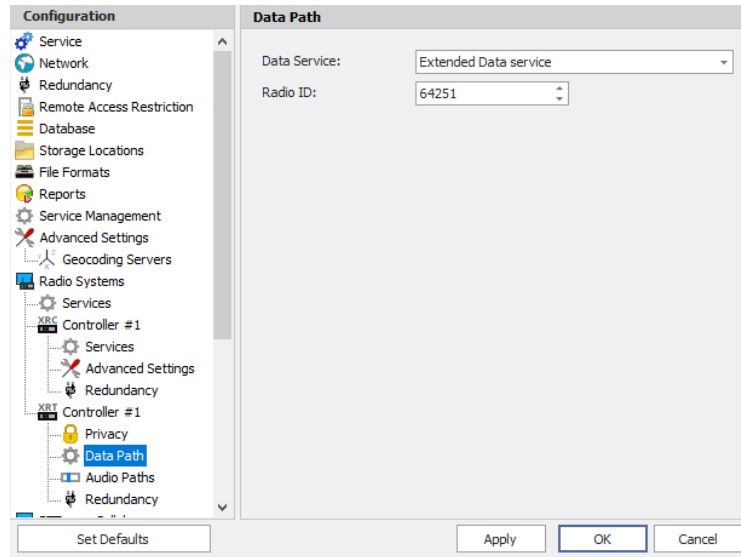 Configuration
Service
Network
Redundancy
Remote Access Restriction
Database
Storage Locations
File Formats
Reports
Service Management
Advanced Settings
Geocoding Servers
Radio Systems
Services
XRC Controller #1
Services
Advanced Settings
Redundancy
XRT Controller #1
Privacy
Data Path
Audio Paths
Redundancy
Set Defaults
Data Path
Data Service: Extended Data service
Radio ID: 64251
Apply OK Cancel